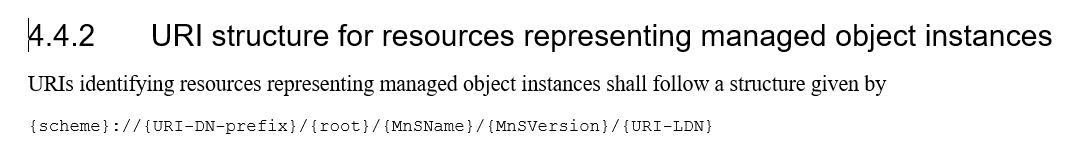 4.4.2 URI structure for resources representing managed object instances
URIs identifying resources representing managed object instances shall follow a structure given by
{scheme}://{URI-DN-prefix}/{root}/{MnSName}/{MnSVersion}/{URI-LDN}